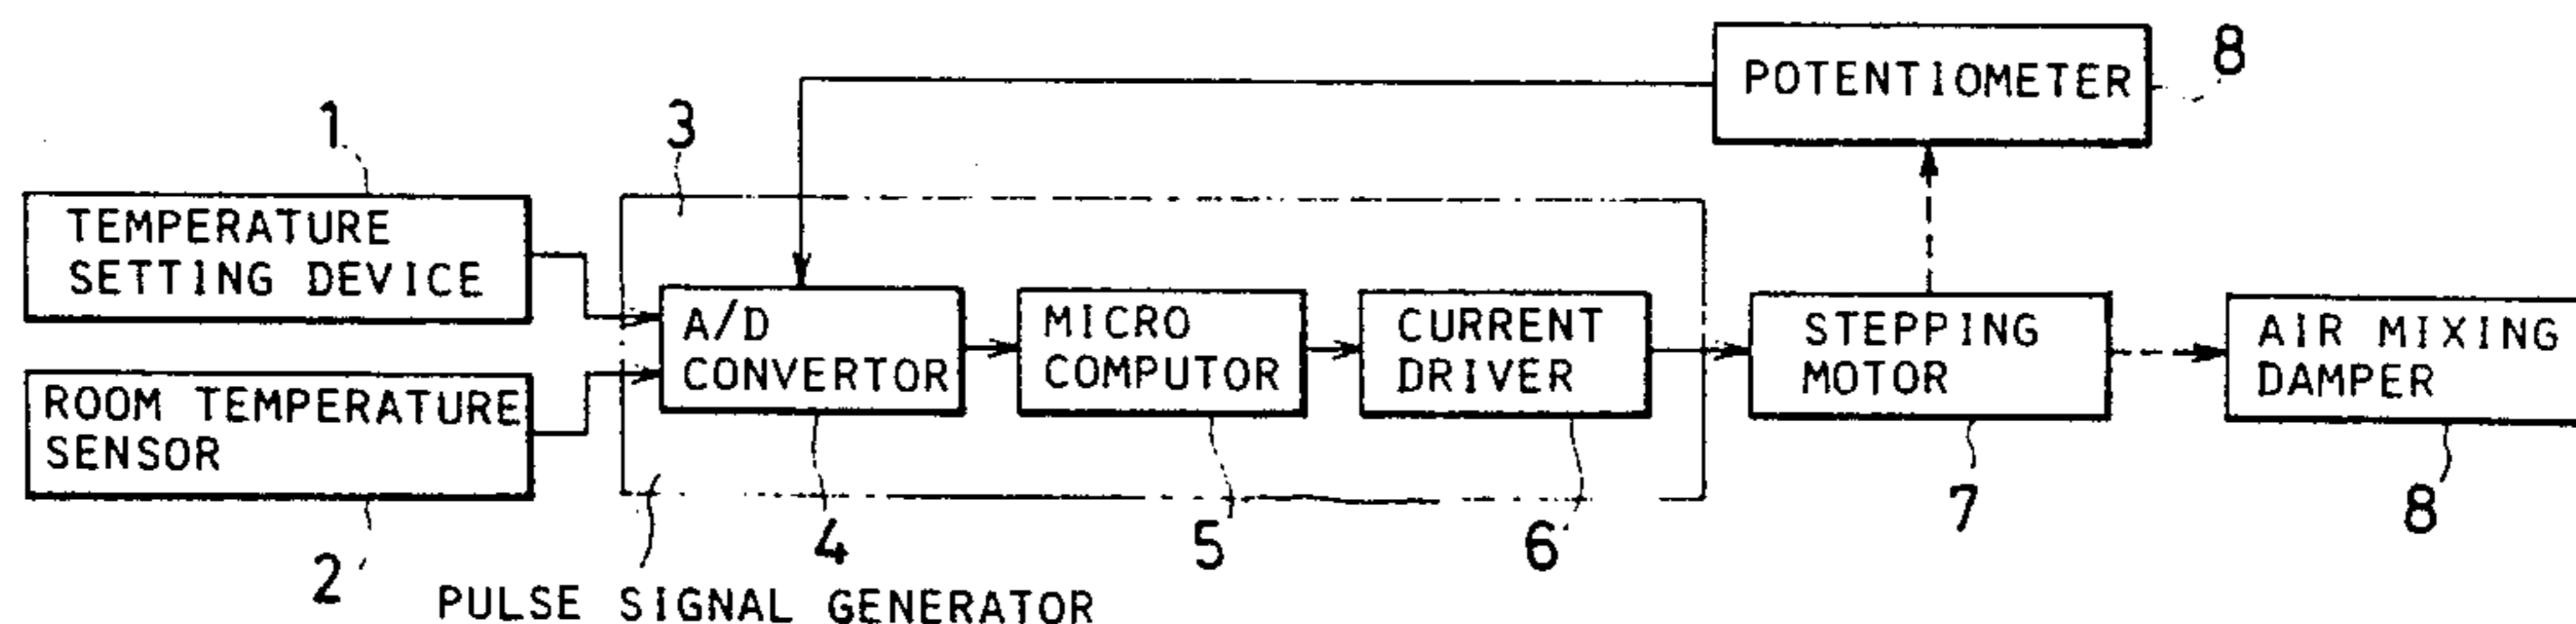 POTENTIOMETER
8
1
3
TEMPERATURE
SETTING DEVICE
A/D
CONVERTOR
MICRO
COMPUTOR
CURRENT
DRIVER
STEPPING
MOTOR
AIR MIXING
DAMPER
ROOM TEMPERATURE
SENSOR
2
4
5
6
7
8
PULSE SIGNAL GENERATOR